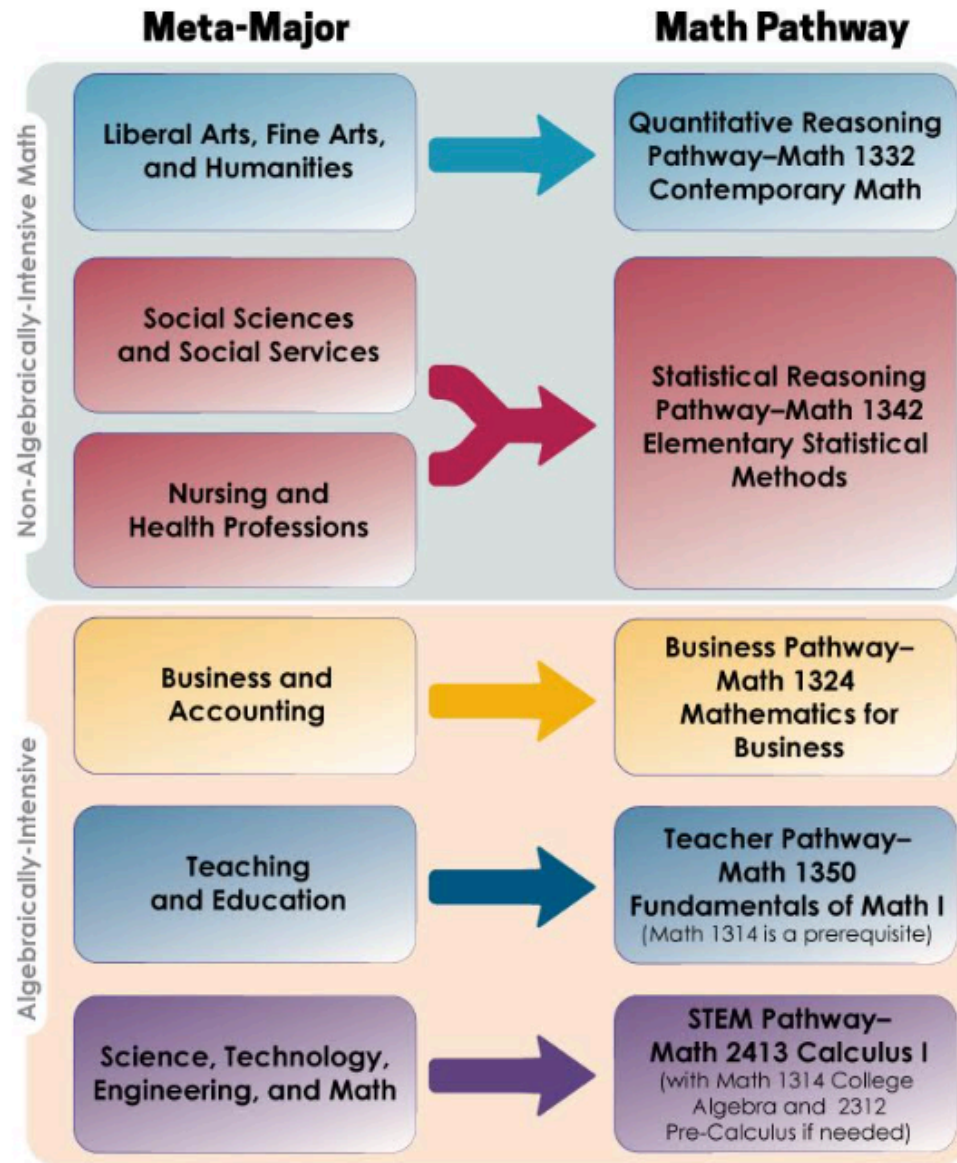 Meta-Major
Math Pathway
Non-Algebraically-Intensive Math
Liberal Arts, Fine Arts,
and Humanities
Quantitative Reasoning
Pathway–Math 1332
Contemporary Math
Social Sciences
and Social Services
Nursing and
Health Professions
Statistical Reasoning
Pathway–Math 1342
Elementary Statistical
Methods
Algebraically-Intensive
Business and
Accounting
Business Pathway–
Math 1324
Mathematics for
Business
Teaching
and Education
Teacher Pathway–
Math 1350
Fundamentals of Math I
(Math 1314 is a prerequisite)
Science, Technology,
Engineering, and Math
STEM Pathway–
Math 2413 Calculus I
(with Math 1314 College
Algebra and 2312
Pre-Calculus if needed)